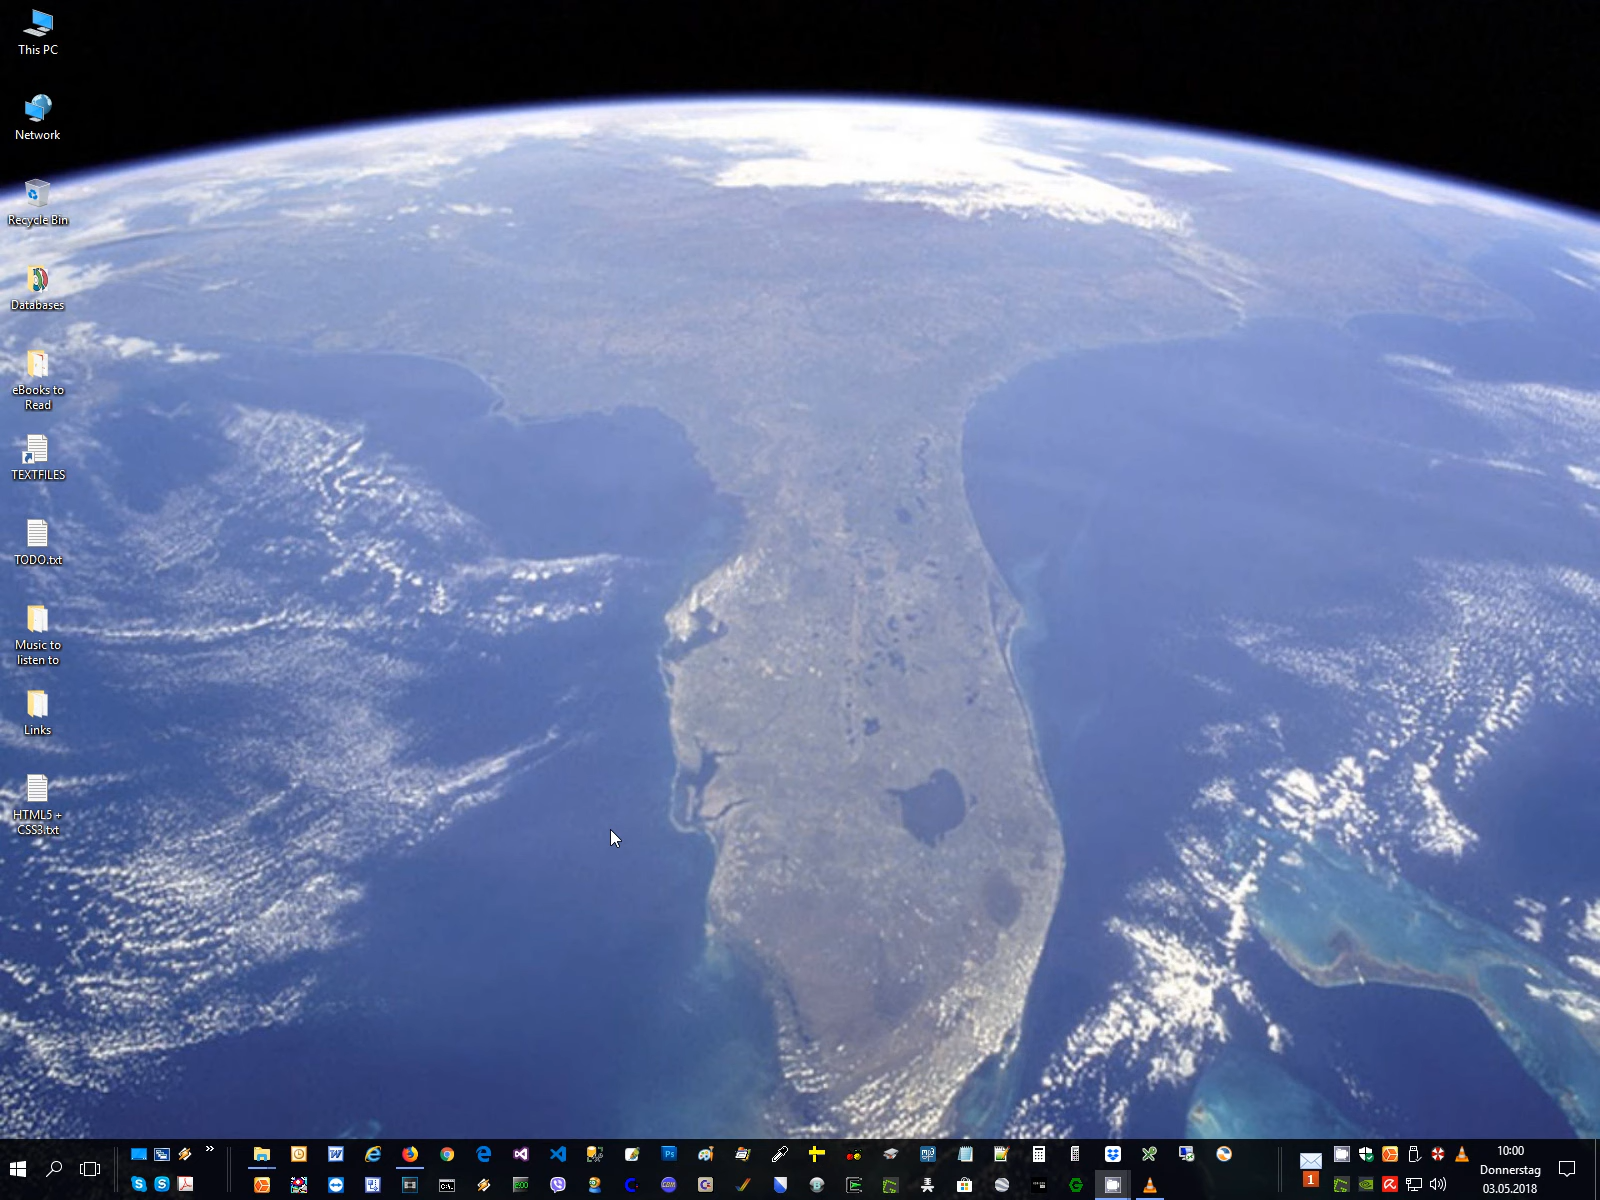 This PC
Network
Recycle Bin
Databases
eBooks to
Read
TEXTFILES
TODO.txt
Music to
listen to
Links
HTML5 +
CSS3.txt
10:00
Donnerstag
03.05.2018
1